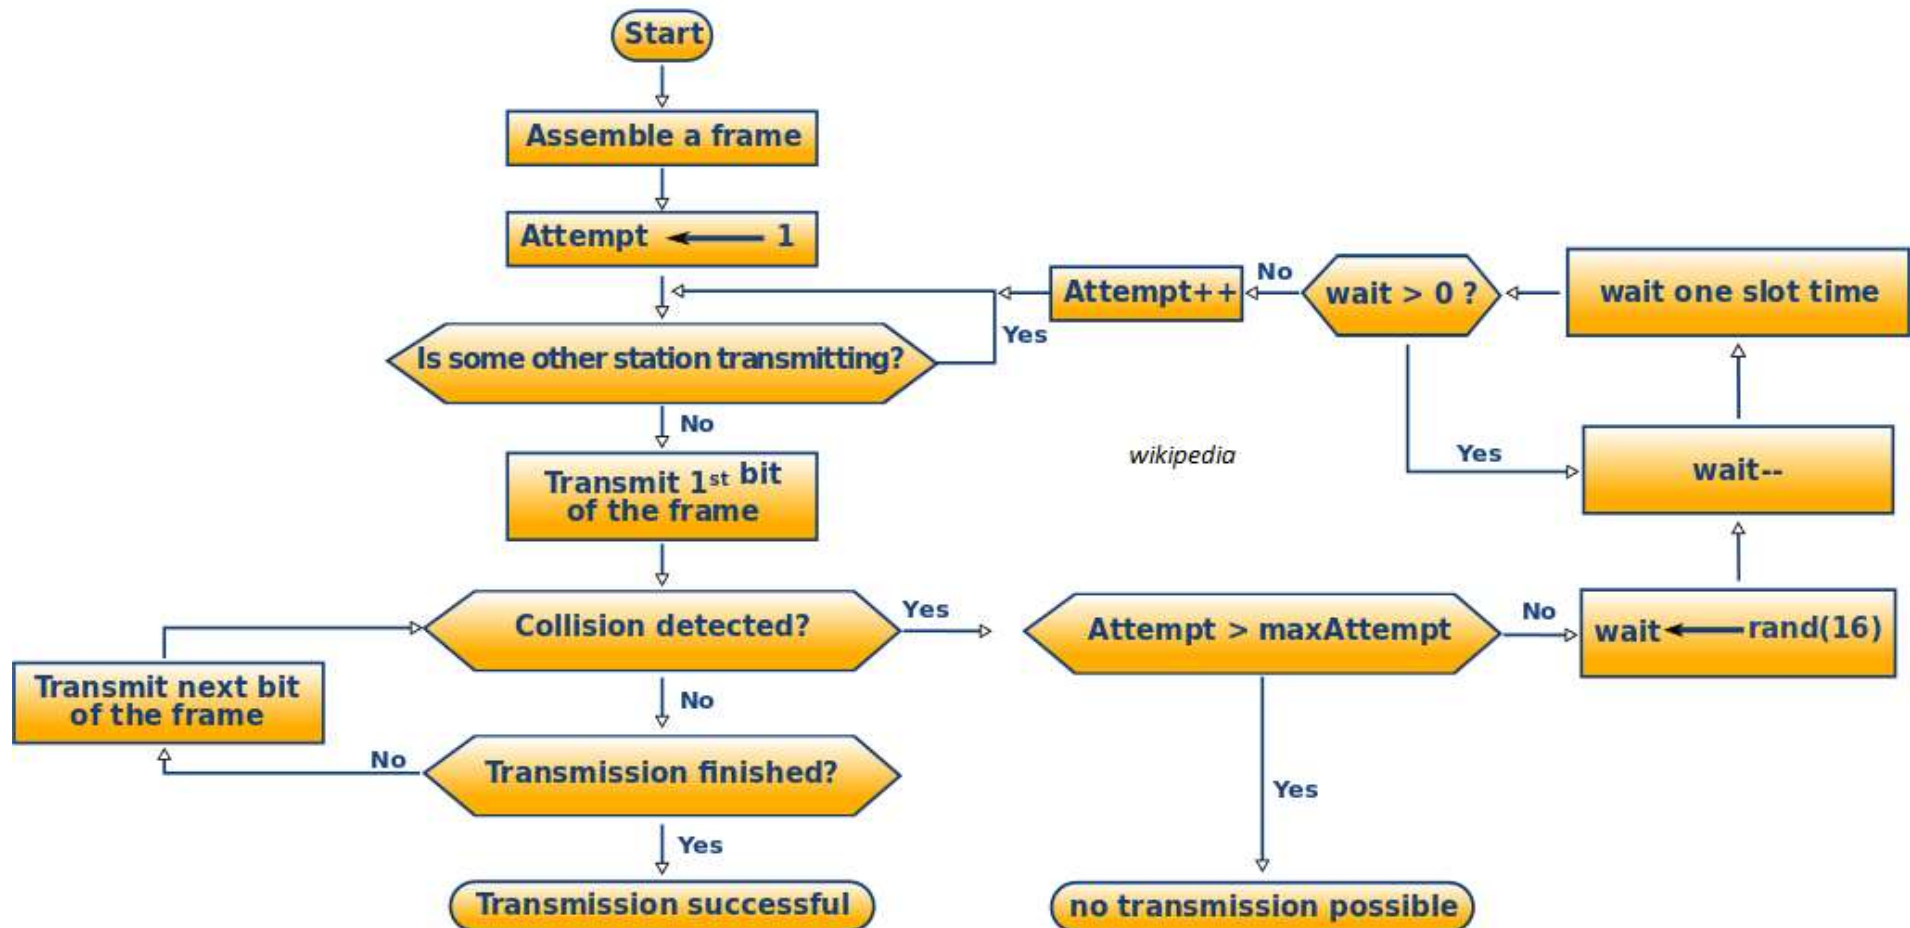 Start
Assemble a frame
Attempt ← 1
Attempt++
No
wait > 0 ?
wait one slot time
Yes
Is some other station transmitting?
No
wikipedia
Yes
wait--
Transmit 1st bit
of the frame
Collision detected?
Yes
Attempt > maxAttempt
No
wait ← rand(16)
Transmit next bit
of the frame
No
No
Transmission finished?
Yes
Yes
Transmission successful
no transmission possible